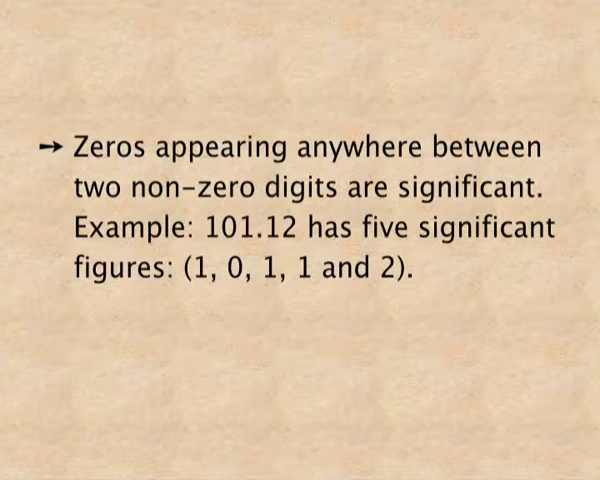 → Zeros appearing anywhere between
two non-zero digits are significant.
Example: 101.12 has five significant
figures: (1, 0, 1, 1 and 2).